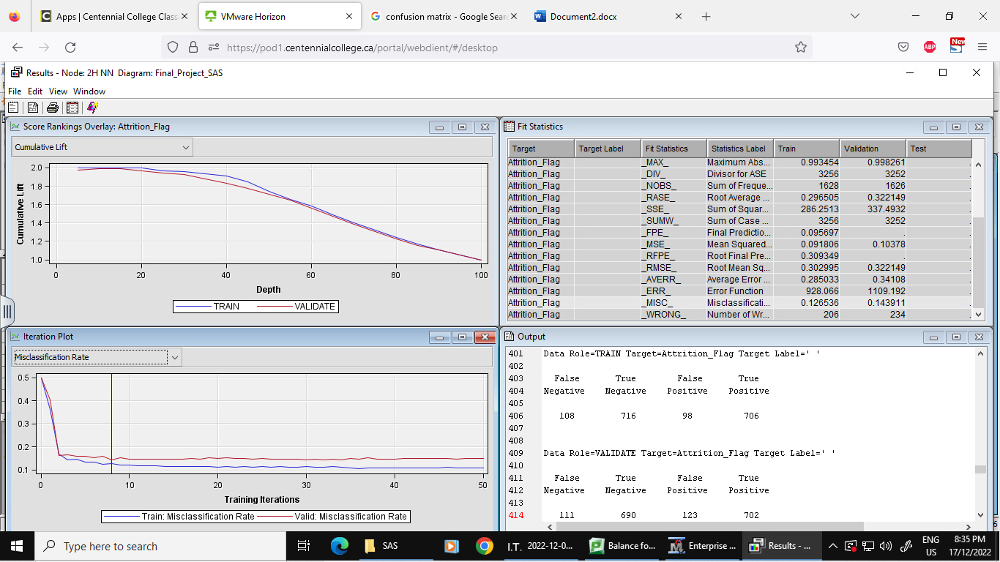 Apps | Centennial College Class
VMware Horizon
confusion matrix - Google Sear
Document2.docx
https://pod1.centennialcollege.ca/portal/webclient/#/desktop
ABP
New
Results - Node: 2H NN Diagram: Final_Project_SAS
File Edit View Window
Score Rankings Overlay: Attrition_Flag
Cumulative Lift
Cumulative Lift
2.0
1.8
1.6
1.4
1.2
1.0
0 20 40 60 80 100
Depth
TRAIN VALIDATE
Fit Statistics
Target Target Label Fit Statistics Statistics Label Train Validation Test
Attrition_Flag _MAX_ Maximum Abs... 0.993454 0.998261 .
Attrition_Flag _DIV_ Divisor for ASE 3256 3252 .
Attrition_Flag _NOBS_ Sum of Freque... 1628 1626 .
Attrition_Flag _RASE_ Root Average ... 0.296505 0.322149 .
Attrition_Flag _SSE_ Sum of Squar... 286.2513 337.4932 .
Attrition_Flag _SUMW_ Sum of Case ... 3256 3252 .
Attrition_Flag _FPE_ Final Predictio... 0.095697 . .
Attrition_Flag _MSE_ Mean Squared... 0.091806 0.10378 .
Attrition_Flag _RFPE_ Root Final Pre... 0.309349 . .
Attrition_Flag _RMSE_ Root Mean Sq... 0.302995 0.322149 .
Attrition_Flag _AVERR_ Average Error ... 0.285033 0.34108 .
Attrition_Flag _ERR_ Error Function 928.066 1109.192 .
Attrition_Flag _MISC_ Misclassificati... 0.126536 0.143911 .
Attrition_Flag _WRONG_ Number of Wr... 206 234 .
Iteration Plot
Misclassification Rate
0.5
0.4
0.3
0.2
0.1
0 10 20 30 40 50
Training Iterations
Train: Misclassification Rate Valid: Misclassification Rate
Output
401 Data Role=TRAIN Target=Attrition_Flag Target Label=' '
402
403 False True False True
404 Negative Negative Positive Positive
405
406 108 716 98 706
407
408
409 Data Role=VALIDATE Target=Attrition_Flag Target Label=' '
410
411 False True False True
412 Negative Negative Positive Positive
413
414 111 690 123 702
Type here to search
SAS
I.T. 2022-12-0...
Balance fo...
Enterprise ...
Results - ...
ENG
US
8:35 PM
17/12/2022